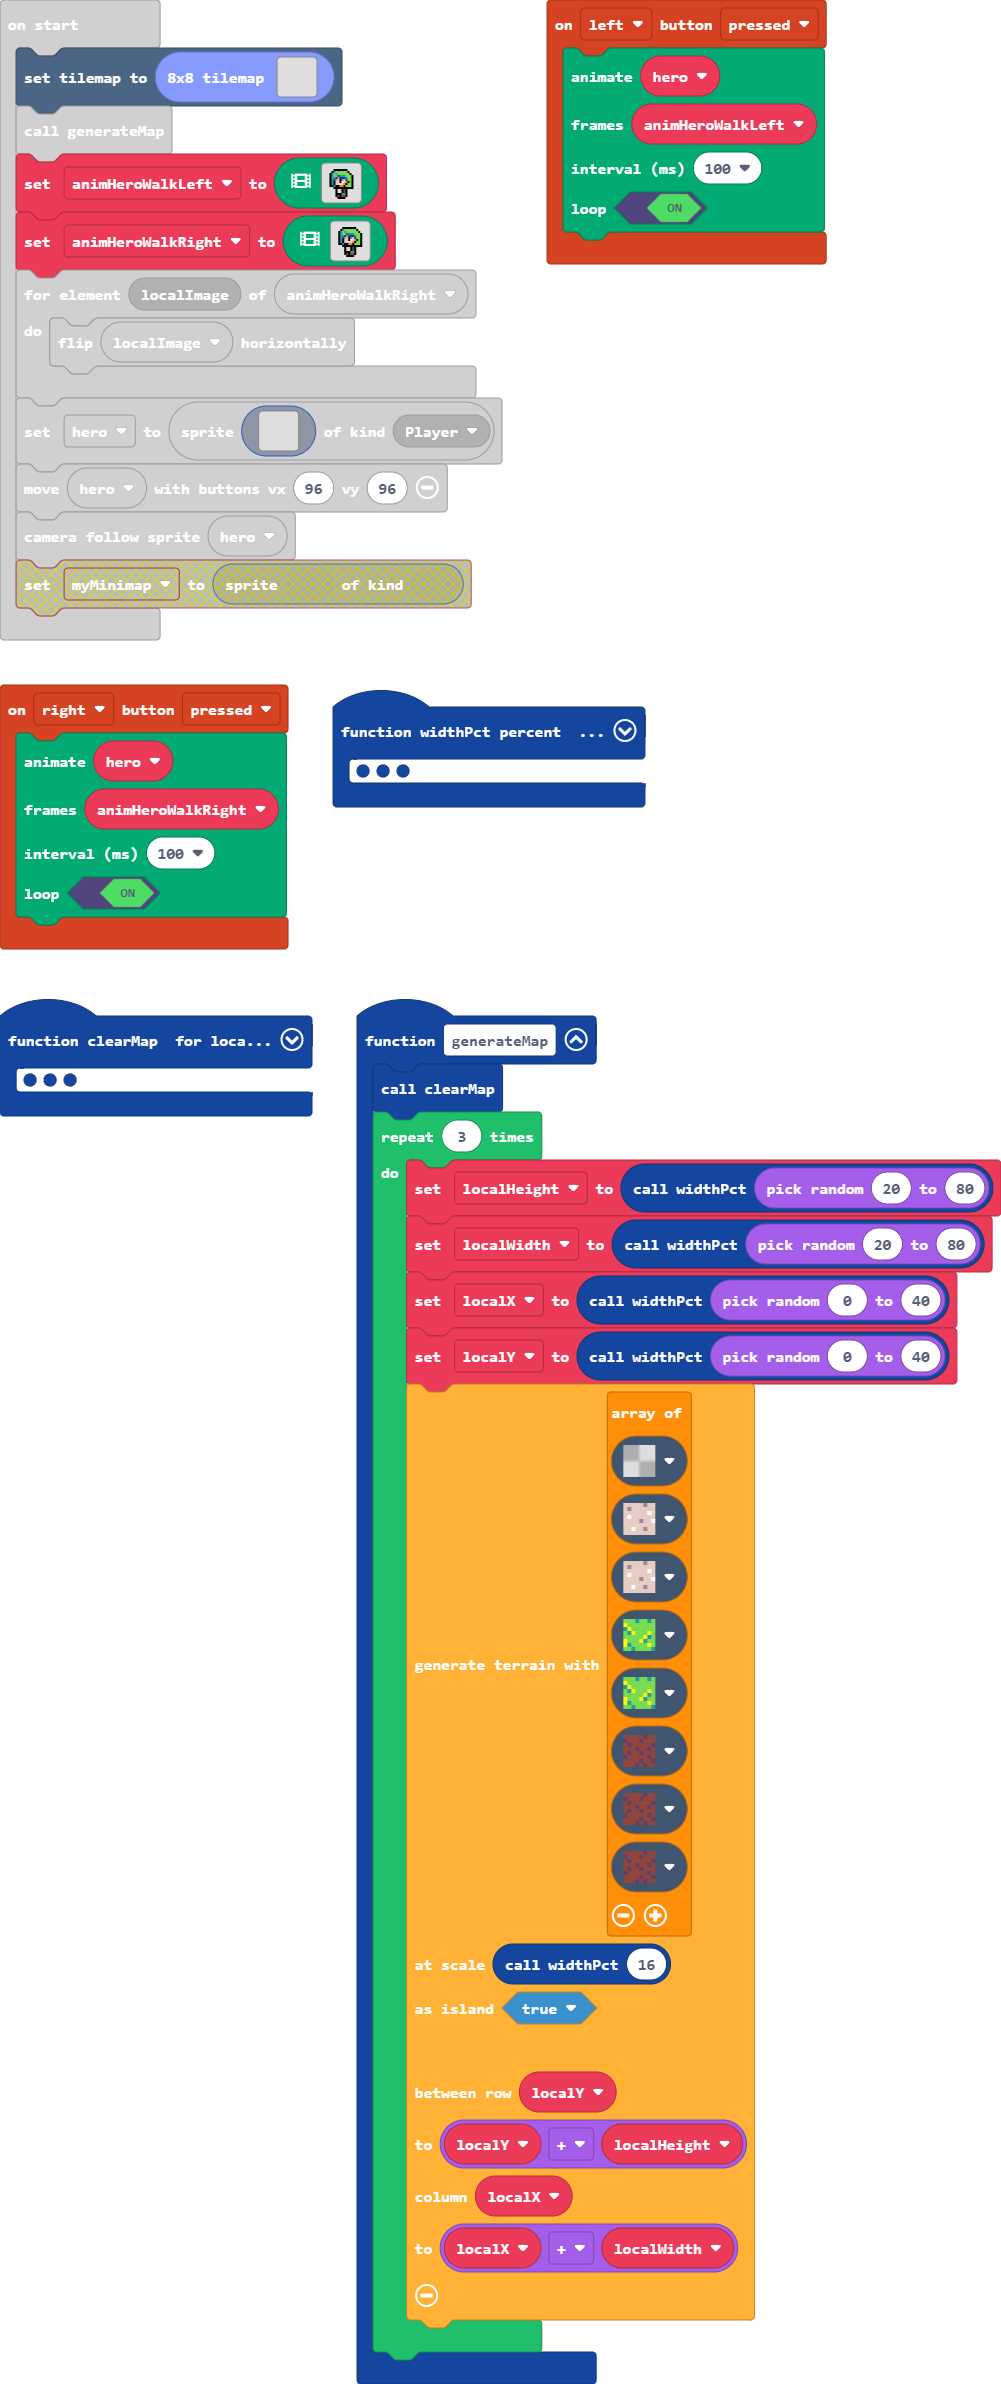 on start
set tilemap to 8x8 tilemap
call generateMap
set animHeroWalkLeft to
set animHeroWalkRight to
for element localImage of animHeroWalkRight
do
flip localImage horizontally
set hero to sprite of kind Player
move hero with buttons vx 96 vy 96
camera follow sprite hero
set myMinimap to sprite of kind
on left button pressed
animate hero
frames animHeroWalkLeft
interval (ms) 100
loop ON
on right button pressed
animate hero
frames animHeroWalkRight
interval (ms) 100
loop ON
function widthPct percent ...
function clearMap for loca...
function generateMap
call clearMap
repeat 3 times
do
set localHeight to call widthPct pick random 20 to 80
set localWidth to call widthPct pick random 20 to 80
set localX to call widthPct pick random 0 to 40
set localY to call widthPct pick random 0 to 40
array of
generate terrain with
at scale call widthPct 16
as island true
between row localY
to localY + localHeight
column localX
to localX + localWidth